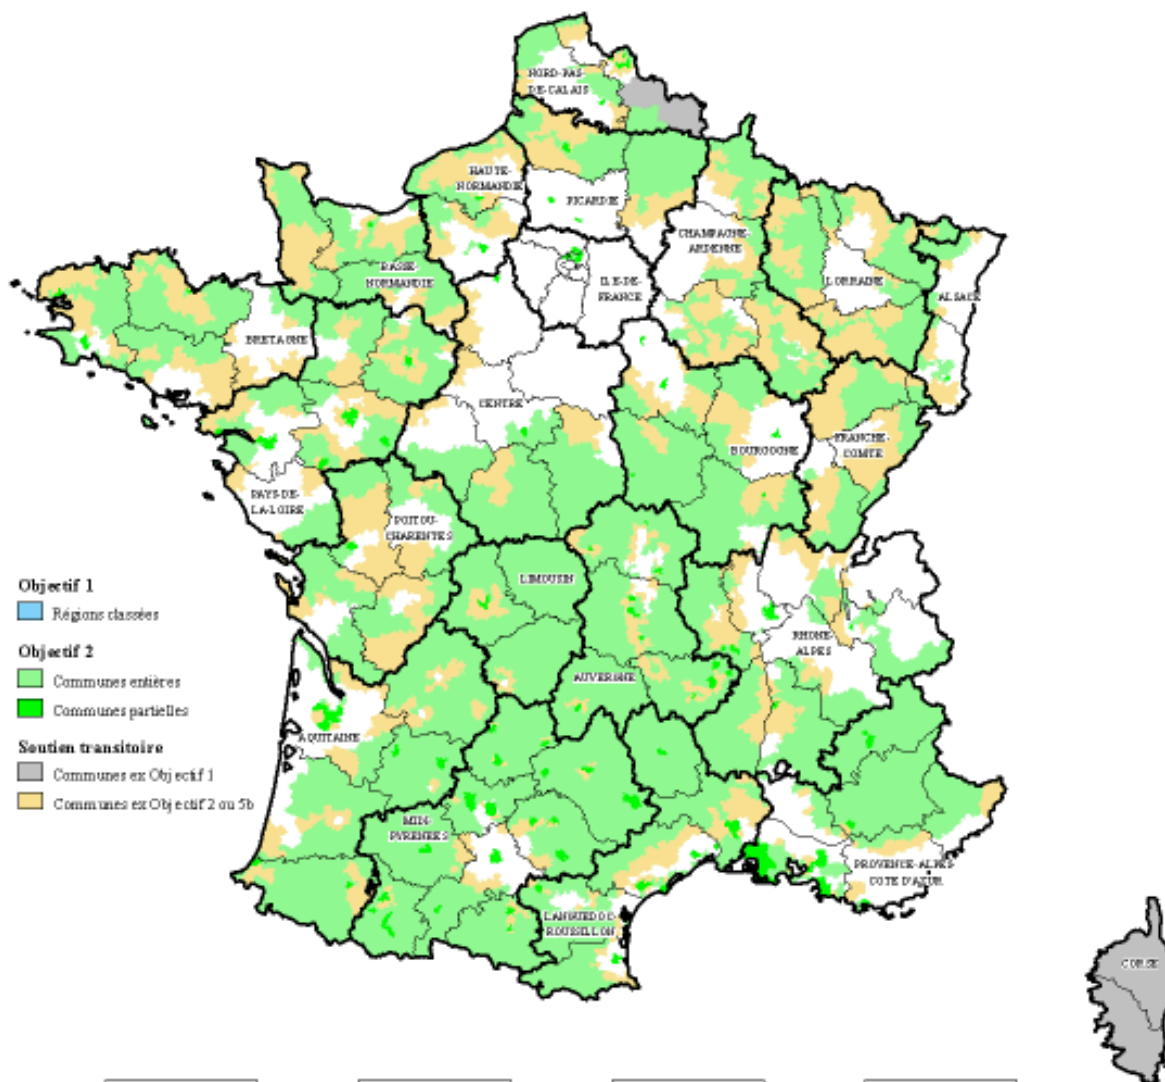 NORD-PAS-
DE-CALAIS
HAUTE-
NORMANDIE
PICARDIE
CHAMPAGNE-
ARDENNE
BASSE-
NORMANDIE
ILE-DE-
FRANCE
LORRAINE
ALSACE
BRETAGNE
CENTRE
BOURGOGNE
FRANCHE-
COMTE
PAYS-DE-
LA-LOIRE
POITOU-
CHARENTES
LIMOUSIN
Objectif 1
Régions classées
RHONE-
ALPES
Objectif 2
Communes entières
AUVERGNE
Communes partielles
AQUITAINE
Soutien transitoire
Communes ex Objectif 1
Communes ex Objectif 2 ou 5b
MIDI-
PYRENEES
PROVENCE-ALPES-
COTE D'AZUR
LANGUEDOC-
ROUSSILLON
CORSE